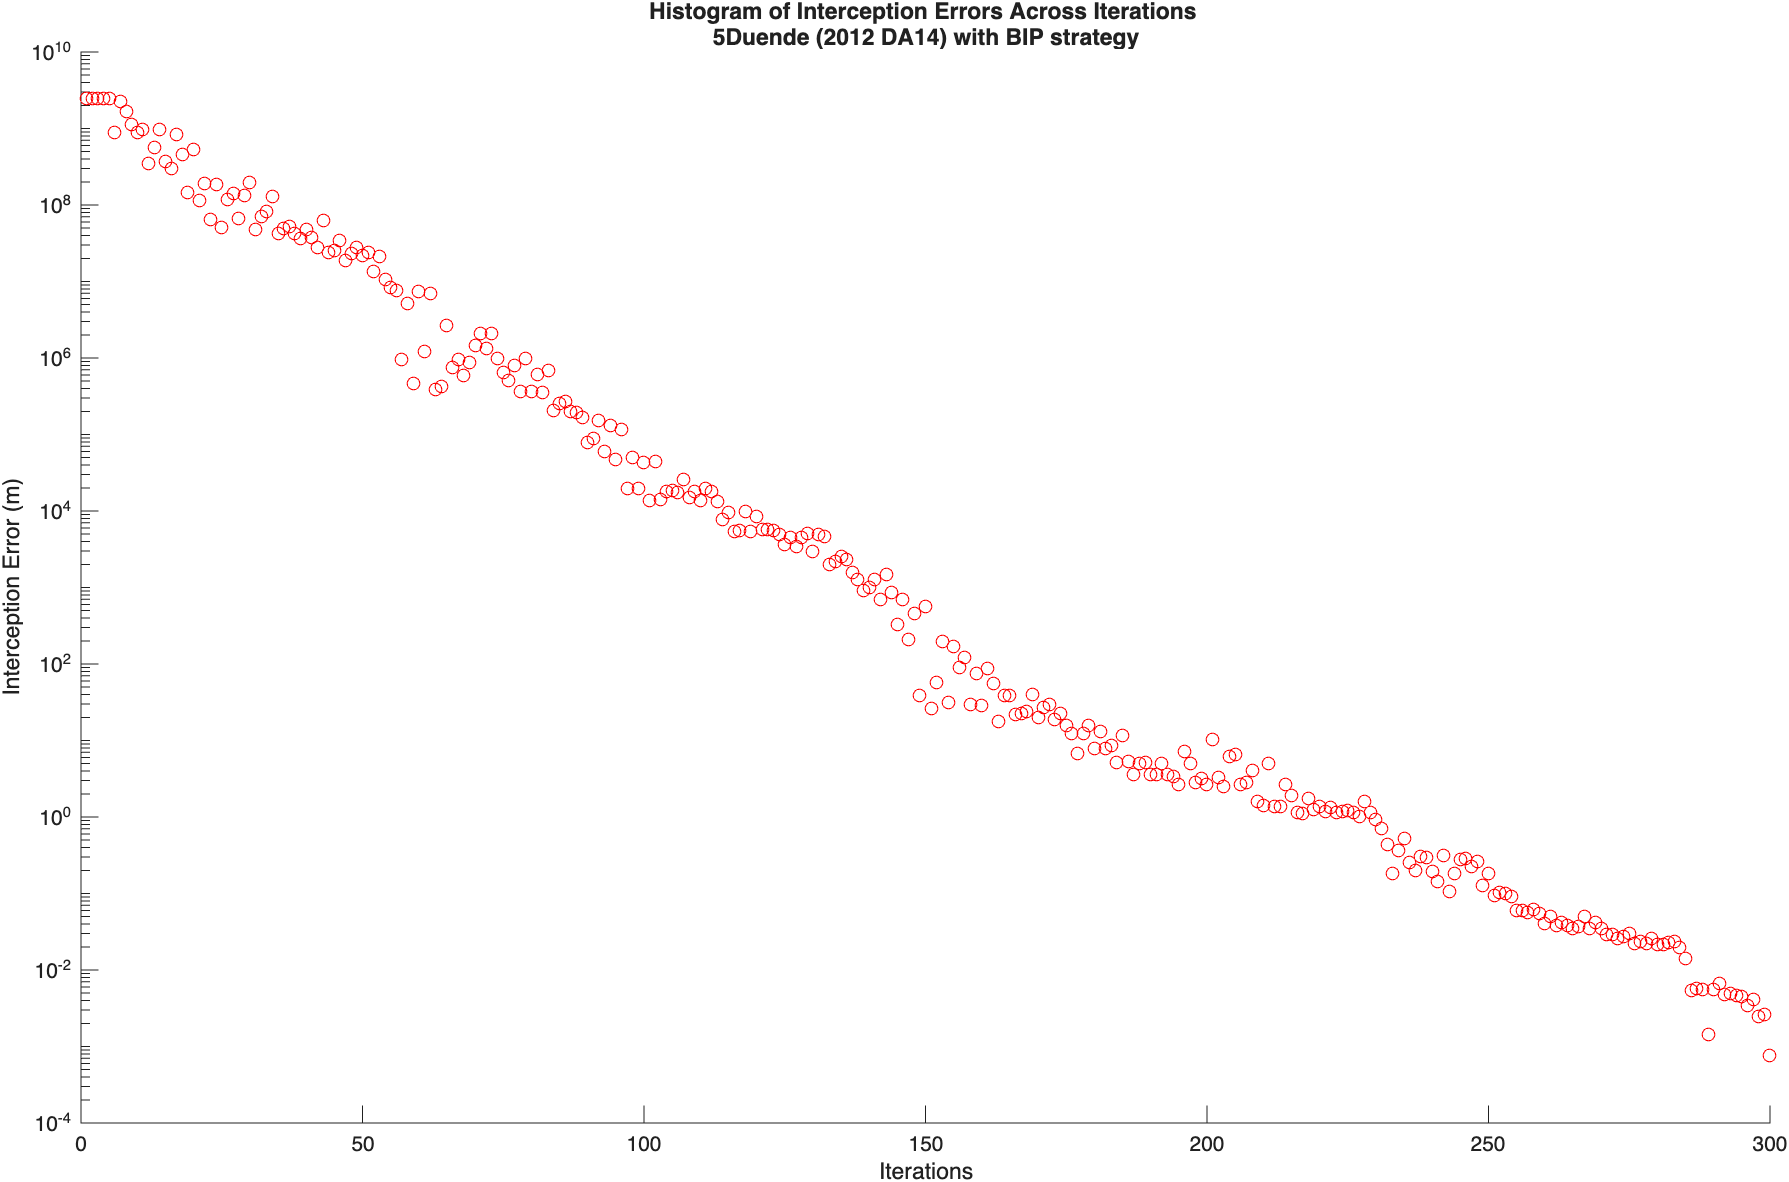 Histogram of Interception Errors Across Iterations
5Duende (2012 DA14) with BIP strategy
10^10
10^8
10^6
10^4
10^2
10^0
10^-2
10^-4
Interception Error (m)
0 50 100 150 200 250 300
Iterations